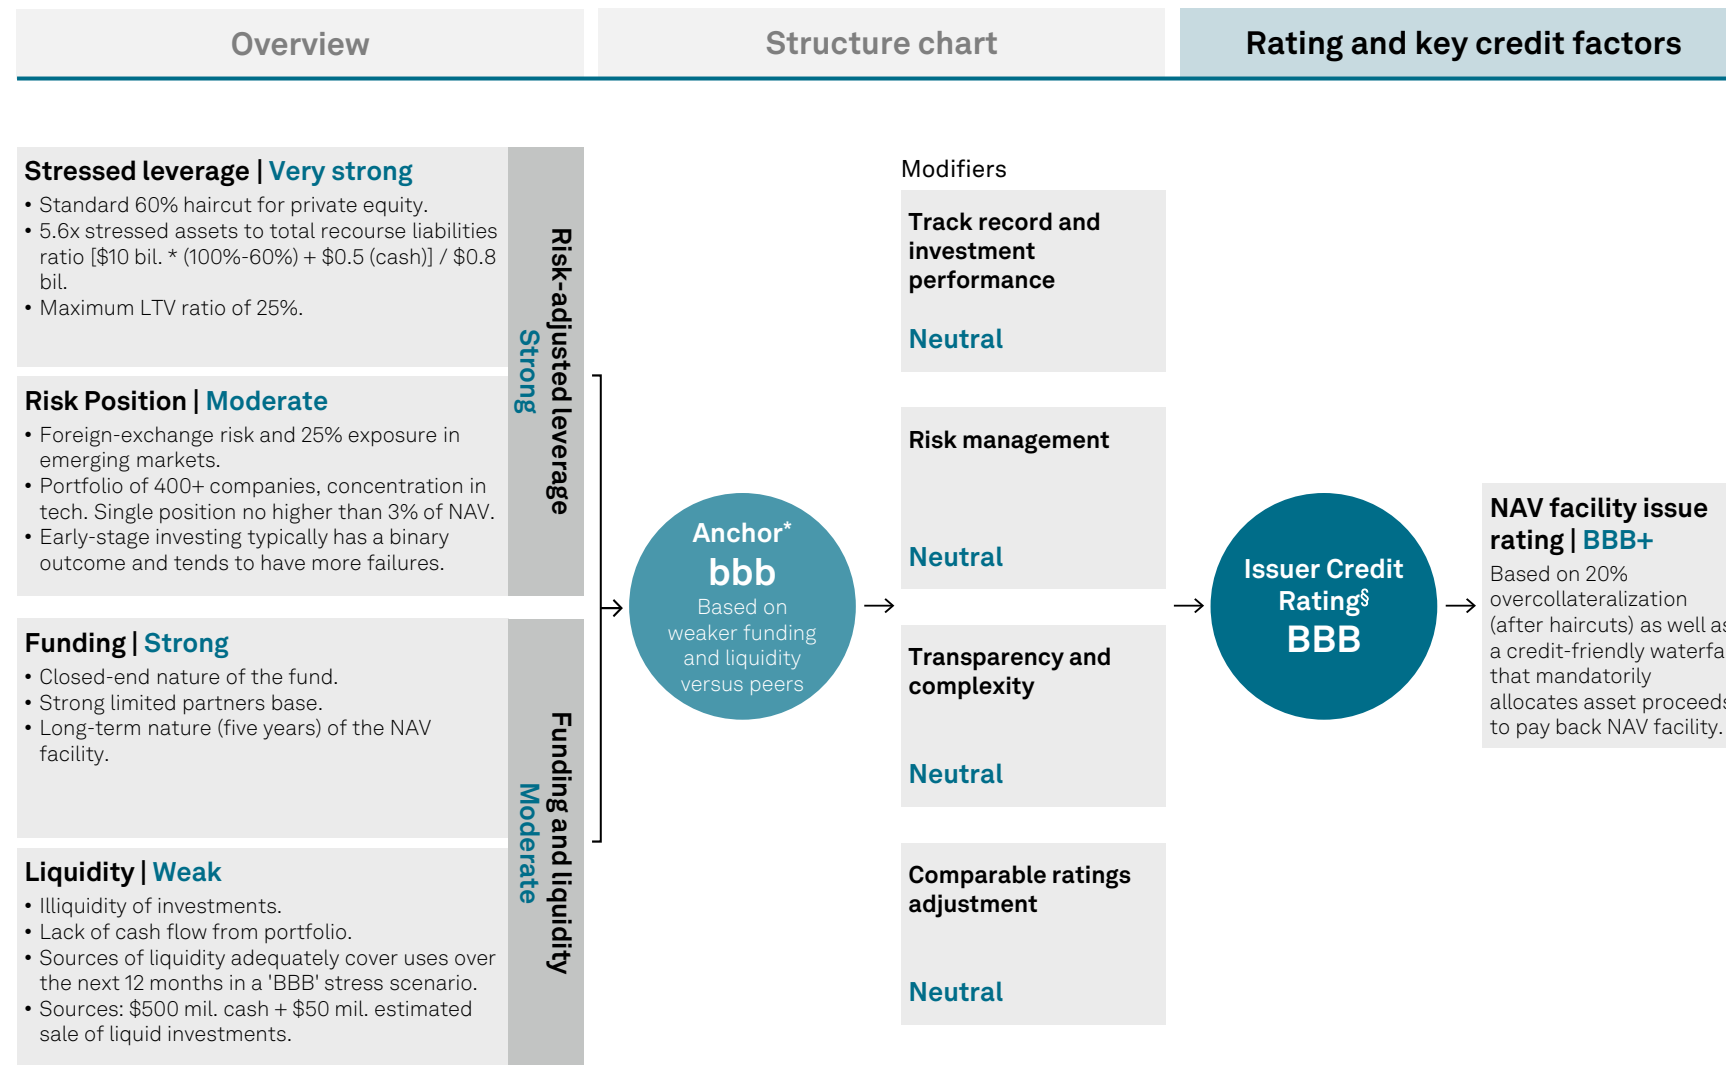 Overview
Structure chart
Rating and key credit factors
Stressed leverage | Very strong
• Standard 60% haircut for private equity.
• 5.6x stressed assets to total recourse liabilities
ratio [$10 bil. * (100%-60%) + $0.5 (cash)] / $0.8
bil.
• Maximum LTV ratio of 25%.
Risk Position | Moderate
• Foreign-exchange risk and 25% exposure in
emerging markets.
• Portfolio of 400+ companies, concentration in
tech. Single position no higher than 3% of NAV.
• Early-stage investing typically has a binary
outcome and tends to have more failures.
Risk-adjusted leverage
Strong
Funding | Strong
• Closed-end nature of the fund.
• Strong limited partners base.
• Long-term nature (five years) of the NAV
facility.
Liquidity | Weak
• Illiquidity of investments.
• Lack of cash flow from portfolio.
• Sources of liquidity adequately cover uses over
the next 12 months in a 'BBB' stress scenario.
• Sources: $500 mil. cash + $50 mil. estimated
sale of liquid investments.
Funding and liquidity
Moderate
Anchor*
bbb
Based on
weaker funding
and liquidity
versus peers
Modifiers
Track record and
investment
performance
Neutral
Risk management
Neutral
Transparency and
complexity
Neutral
Comparable ratings
adjustment
Neutral
Issuer Credit
Rating§
BBB
NAV facility issue
rating | BBB+
Based on 20%
overcollateralization
(after haircuts) as well as
a credit-friendly
that mandatorily
allocates asset proceeds
to pay back NAV facility.